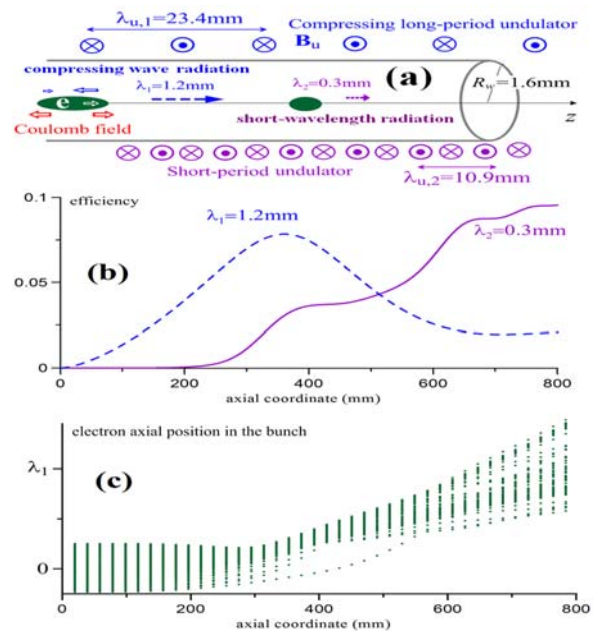 λu,1=23.4mm
Compressing long-period undulator
Bu
compressing wave radiation
(a)
λ1=1.2mm
λ2=0.3mm
Rw=1.6mm
e
Coulomb field
short-wavelength radiation
z
Short-period undulator
λu,2=10.9mm
0.1
efficiency
λ1=1.2mm
λ2=0.3mm
0.05
(b)
0
0 200 400 600 800
axial coordinate (mm)
electron axial position in the bunch
λ1
(c)
0
0 200 400 600 800
axial coordinate (mm)